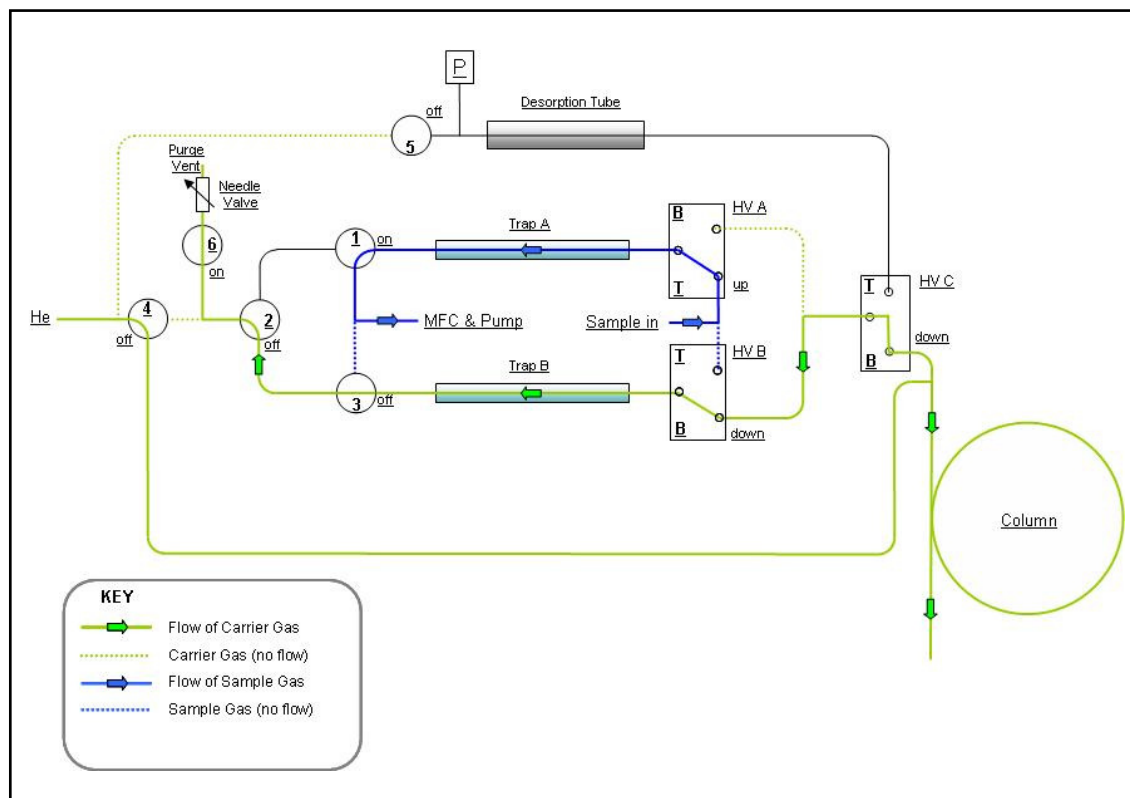 P
off
Desorption Tube
5
Purge
Vent
Needle
Valve
B
HV A
Trap A
1
on
6
on
T
up
T
HV C
He
4
off
2
off
MFC & Pump
Sample in
down
B
T
HV B
Trap B
3
off
B
down
Column
KEY
Flow of Carrier Gas
Carrier Gas (no flow)
Flow of Sample Gas
Sample Gas (no flow)